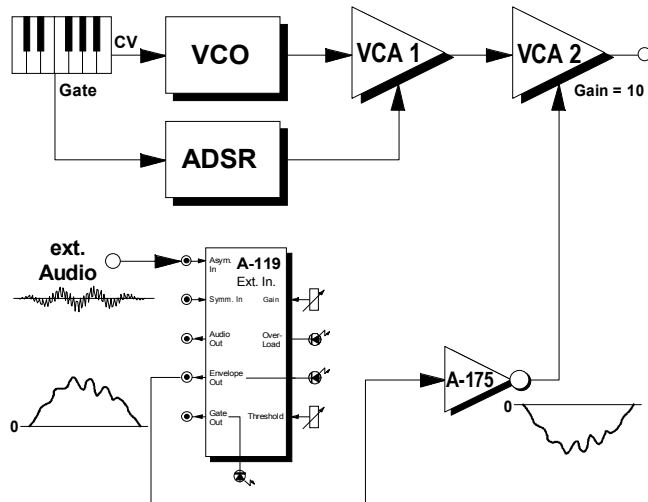 CV
VCO
VCA 1
VCA 2
Gate
Gain = 10
ADSR
ext.
Audio
Asym.
In
A-119
Ext. In.
Symm. In
Gain
Audio
Out
Over-
Load
Envelope
Out
Gate
Out
Threshold
0
A-175
0